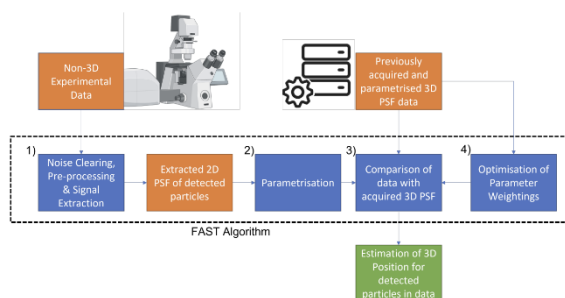 Non-3D
Experimental
Data
Previously
acquired and
parametrised 3D
PSF data
1)
Noise Clearing,
Pre-processing
& Signal
Extraction
Extracted 2D
PSF of detected
particles
2)
Parametrisation
3)
Comparison of
data with
acquired 3D PSF
4)
Optimisation of
Parameter
Weightings
FAST Algorithm
Estimation of 3D
Position for
detected
particles in data